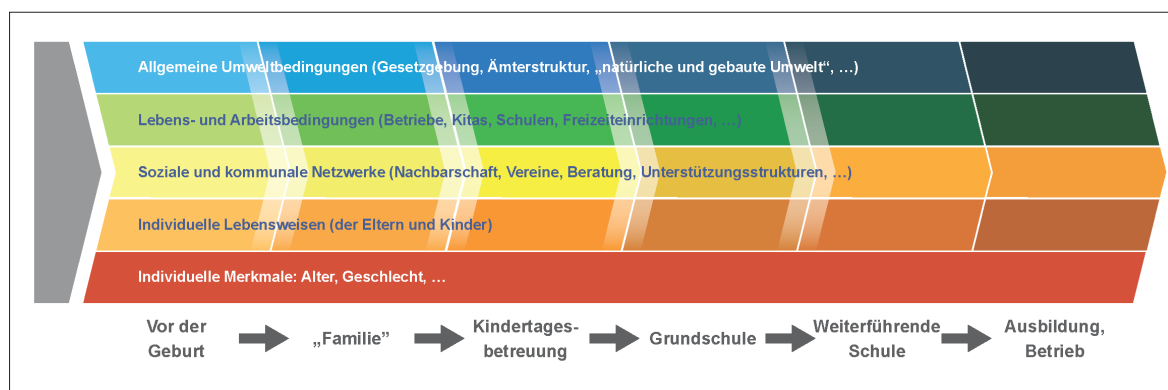 Allgemeine Umweltbedingungen (Gesetzgebung, Ämterstruktur, „natürliche und gebaute Umwelt“, …)
Lebens- und Arbeitsbedingungen (Betriebe, Kitas, Schulen, Freizeiteinrichtungen, …)
Soziale und kommunale Netzwerke (Nachbarschaft, Vereine, Beratung, Unterstützungsstrukturen, …)
Individuelle Lebensweisen (der Eltern und Kinder)
Individuelle Merkmale: Alter, Geschlecht, …
Vor der
Geburt
„Familie”
Kindertages-
betreuung
Grundschule
Weiterführende
Schule
Ausbildung,
Betrieb